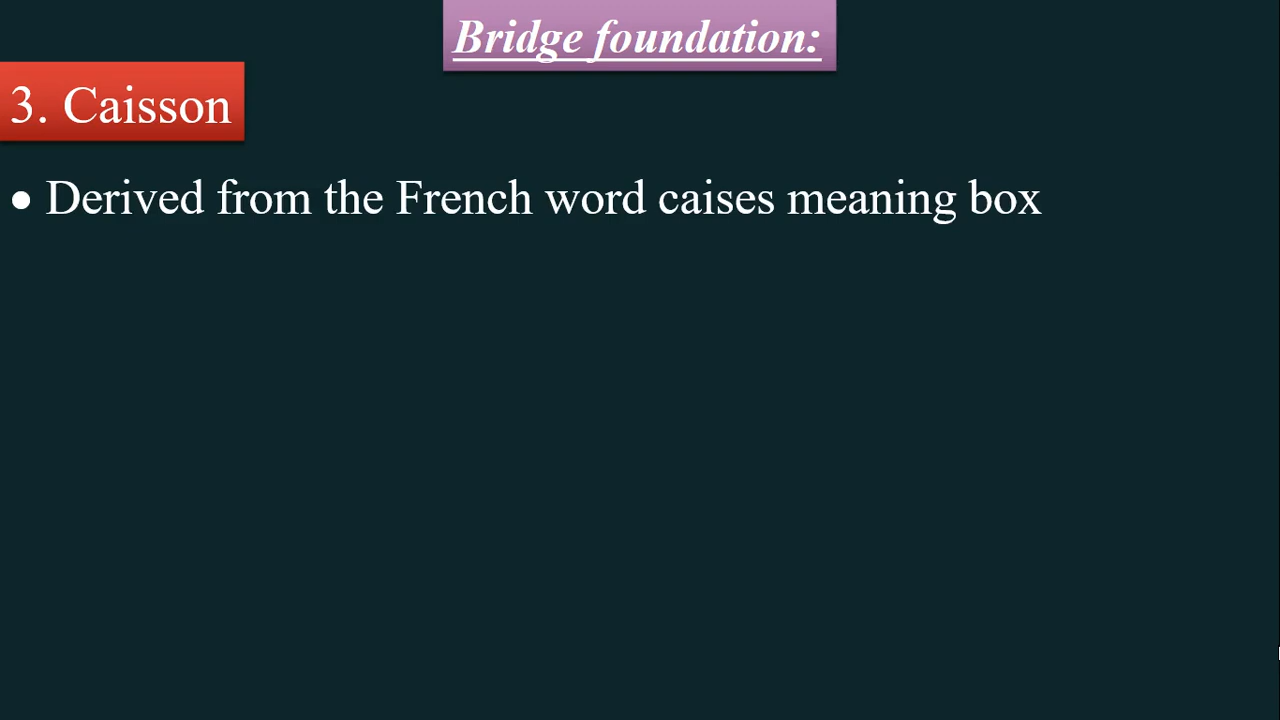 Bridge foundation:
3. Caisson
• Derived from the French word caises meaning box